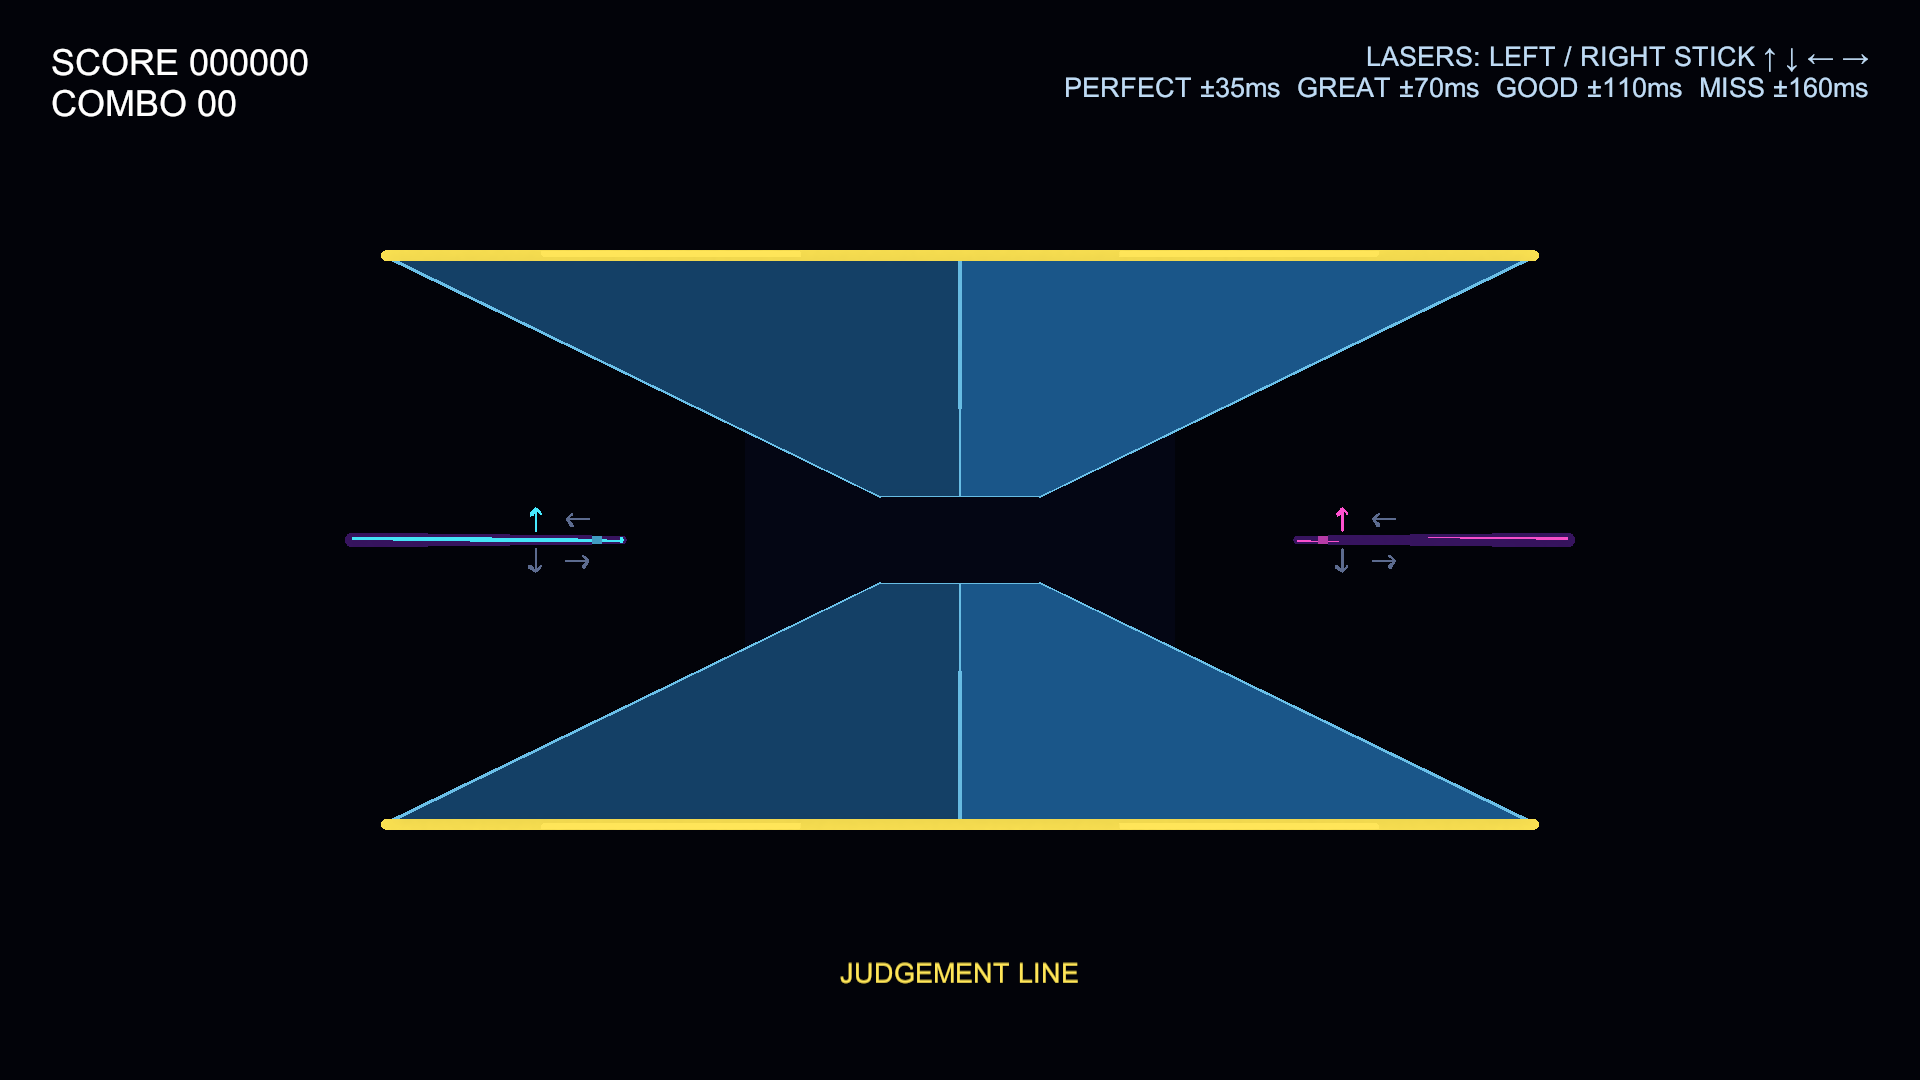 SCORE 000000
COMBO 00
LASERS: LEFT / RIGHT STICK ↑ ↓ ← →
PERFECT ±35ms  GREAT ±70ms  GOOD ±110ms  MISS ±160ms
↑ ←
↓ →
↑ ←
↓ →
JUDGEMENT LINE